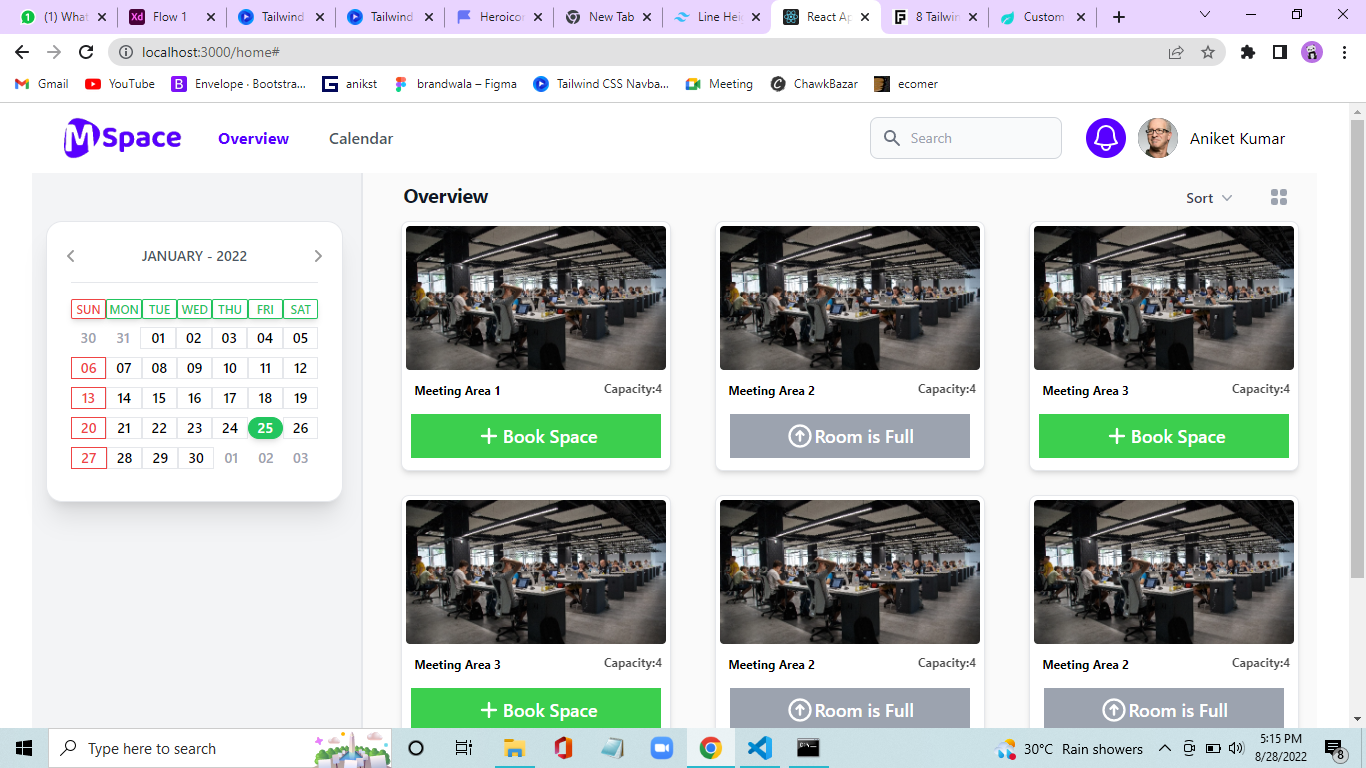 (1) What
Flow 1
Tailwind
Tailwind
Heroicon
New Tab
Line Hei
React Ap
8 Tailwin
Custom
localhost:3000/home#
Gmail
YouTube
Envelope · Bootstra...
anikst
brandwala – Figma
Tailwind CSS Navba...
Meeting
ChawkBazar
ecomer
MSpace
Overview
Calendar
Search
Aniket Kumar
JANUARY - 2022
SUN MON TUE WED THU FRI SAT
30 31 01 02 03 04 05
06 07 08 09 10 11 12
13 14 15 16 17 18 19
20 21 22 23 24 25 26
27 28 29 30 01 02 03
Overview
Sort
Meeting Area 1 Capacity:4
Book Space
Meeting Area 2 Capacity:4
Room is Full
Meeting Area 3 Capacity:4
Book Space
Meeting Area 3 Capacity:4
Book Space
Meeting Area 2 Capacity:4
Room is Full
Meeting Area 2 Capacity:4
Room is Full
Type here to search
30°C Rain showers
5:15 PM
8/28/2022
8